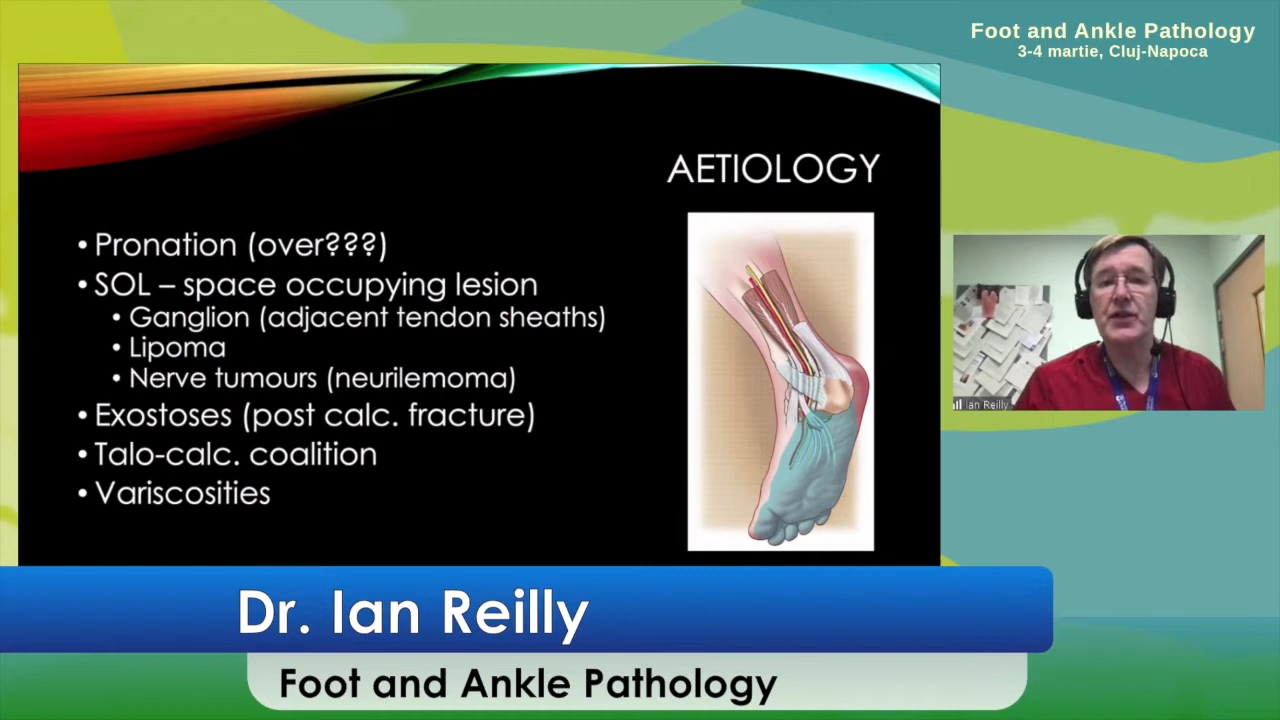 Foot and Ankle Pathology
3-4 martie, Cluj-Napoca
AETIOLOGY
• Pronation (over???)
• SOL – space occupying lesion
• Ganglion (adjacent tendon sheaths)
• Lipoma
• Nerve tumours (neurilemoma)
• Exostoses (post calc. fracture)
• Talo-calc. coalition
• Variscosities
Ian Reilly
Dr. Ian Reilly
Foot and Ankle Pathology